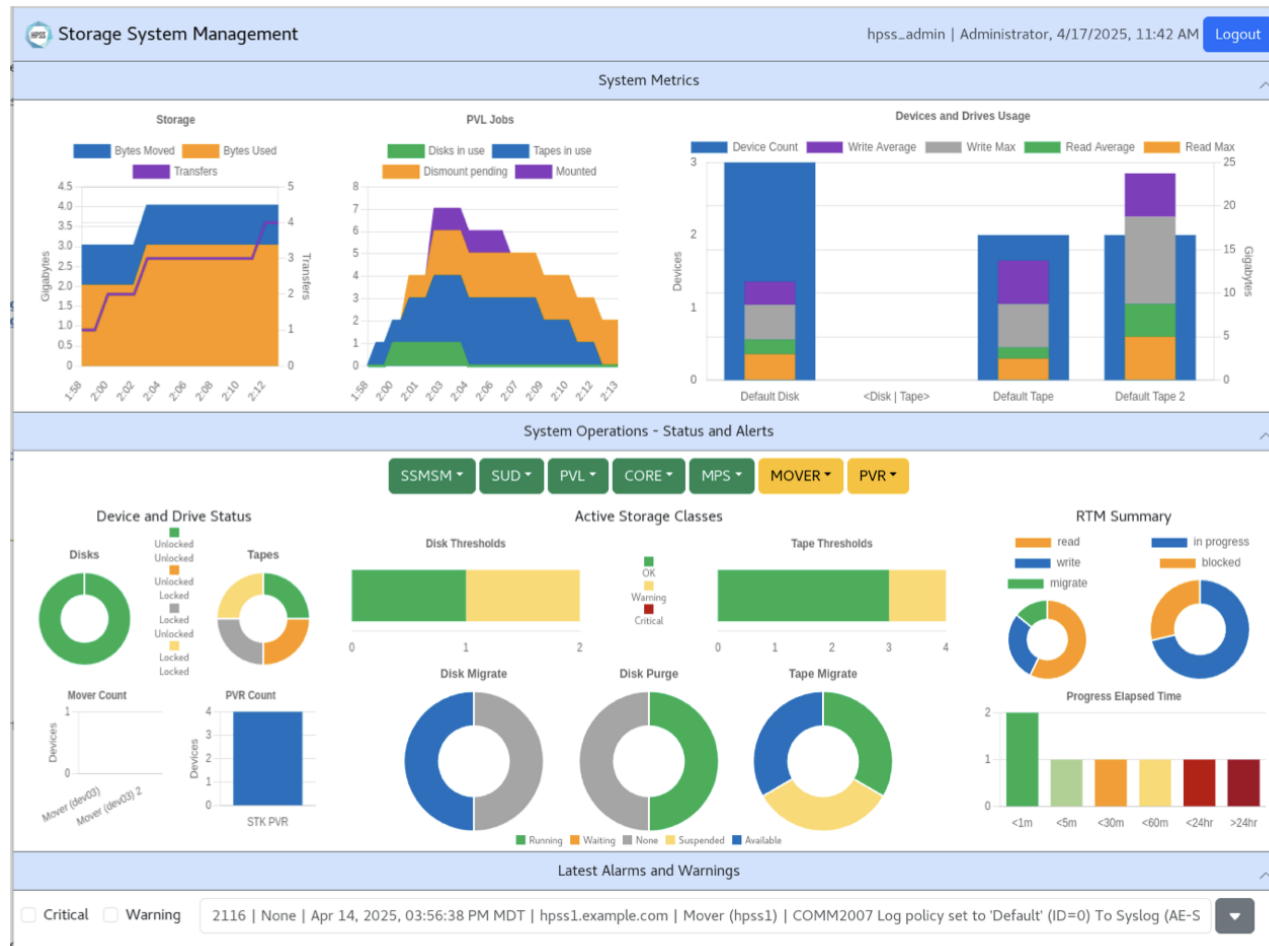 HPSS Storage System Management
hpss_admin | Administrator, 4/17/2025, 11:42 AM Logout
System Metrics
Storage
Bytes Moved Bytes Used
Transfers
Gigabytes
4.5
4.0
3.5
3.0
2.5
2.0
1.5
1.0
0.5
0
5
4
3
2
1
0
Transfers
1:58 2:00 2:02 2:04 2:06 2:08 2:10 2:12
PVL Jobs
Disks in use Tapes in use
Dismount pending Mounted
8
7
6
5
4
3
2
1
0
1:58 2:00 2:01 2:03 2:04 2:06 2:07 2:09 2:10 2:12 2:13
Devices and Drives Usage
Device Count Write Average Write Max Read Average Read Max
Devices
3
2
1
0
25
20
15
10
5
0
Gigabytes
Default Disk <Disk | Tape> Default Tape Default Tape 2
System Operations - Status and Alerts
SSMSM SUD PVL CORE MPS MOVER PVR
Device and Drive Status
Disks
Unlocked
Unlocked
Unlocked
Locked
Locked
Unlocked
Locked
Locked
Tapes
Mover Count
Devices
1
0
Mover (dev03)
Mover (dev03) 2
PVR Count
Devices
4
3
2
1
0
STK PVR
Active Storage Classes
Disk Thresholds
0 1 2
OK
Warning
Critical
Tape Thresholds
0 1 2 3 4
Disk Migrate
Disk Purge
Tape Migrate
Running Waiting None Suspended Available
RTM Summary
read
write
migrate
in progress
blocked
Progress Elapsed Time
2
1
0
<1m <5m <30m <60m <24hr >24hr
Latest Alarms and Warnings
Critical Warning
2116 | None | Apr 14, 2025, 03:56:38 PM MDT | hpss1.example.com | Mover (hpss1) | COMM2007 Log policy set to 'Default' (ID=0) To Syslog (AE-S